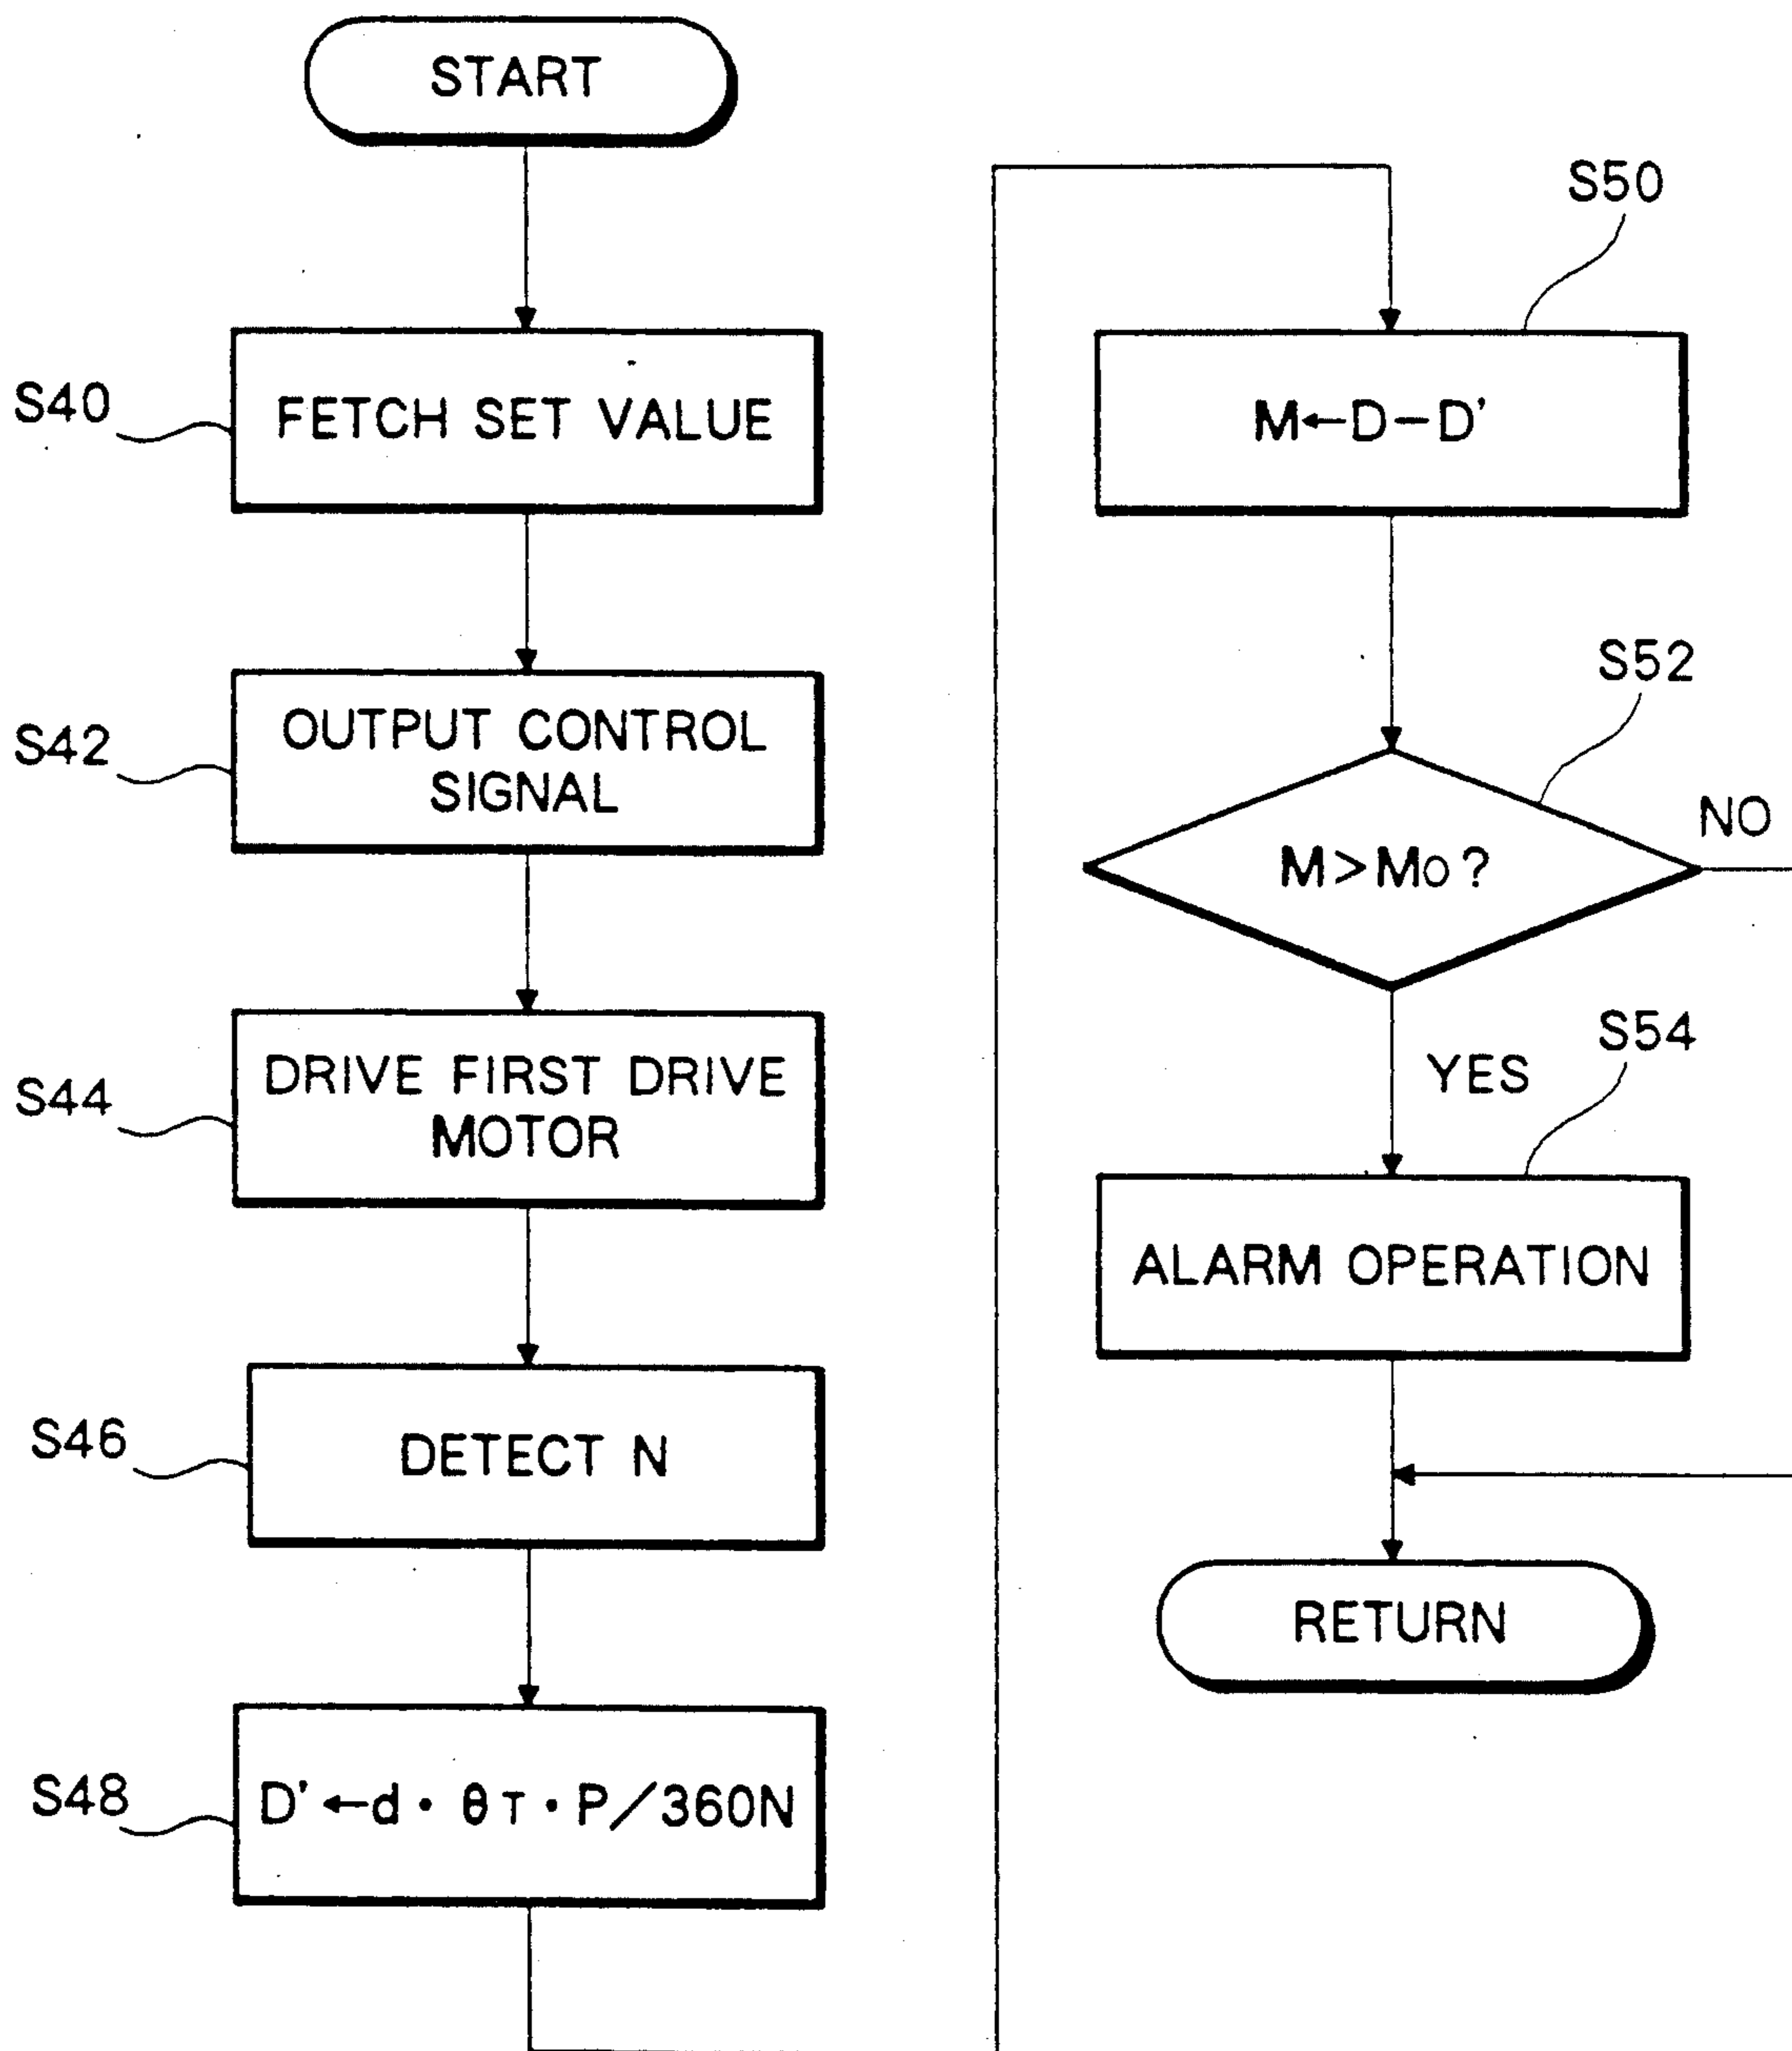 START
S40
FETCH SET VALUE
S42
OUTPUT CONTROL
SIGNAL
S44
DRIVE FIRST DRIVE
MOTOR
S46
DETECT N
S48
D'←d・θT・P/360N
S50
M←D−D'
S52
M>M0?
NO
YES
S54
ALARM OPERATION
RETURN